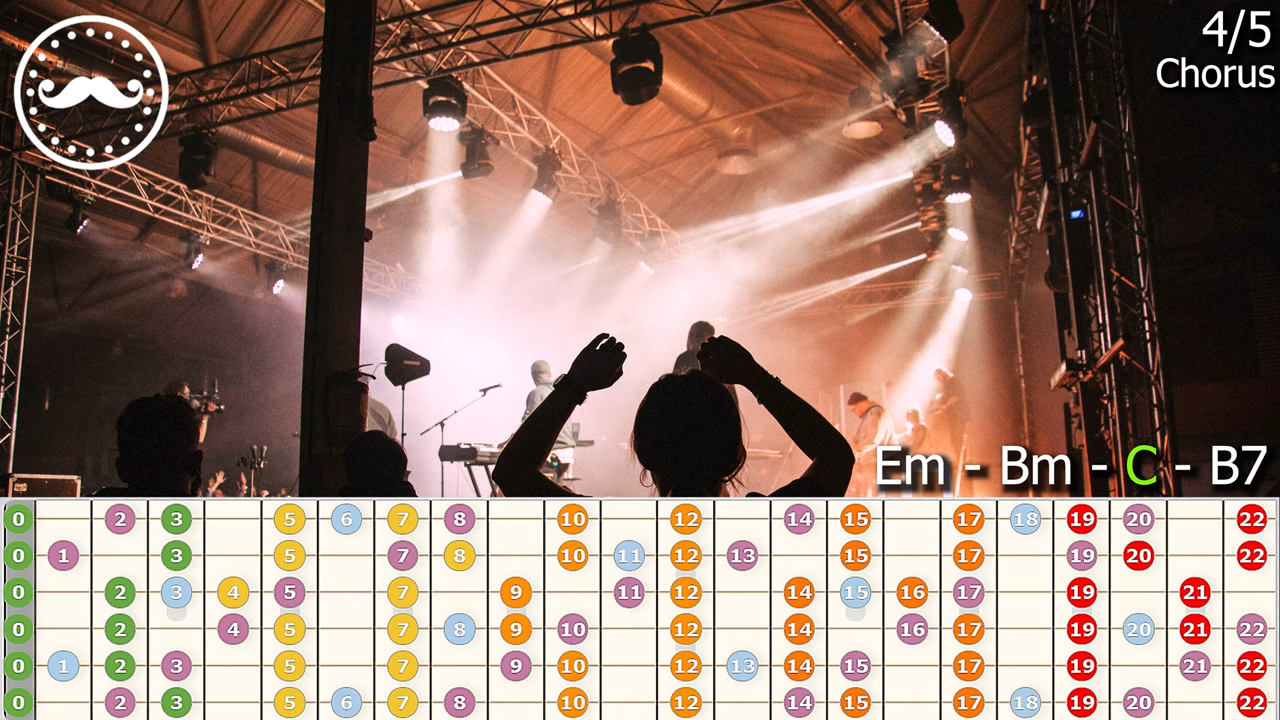 4/5
Chorus
Em - Bm - C - B7
0 2 3 5 6 7 8 10 12 14 15 17 18 19 20 22
0 1 3 5 7 8 10 11 12 13 15 17 19 20 22
0 2 3 4 5 7 9 11 12 14 15 16 17 19 21
0 2 4 5 7 8 9 10 12 14 16 17 19 20 21 22
0 1 2 3 5 7 9 10 12 13 14 15 17 19 21 22
0 2 3 5 6 7 8 10 12 14 15 17 18 19 20 22